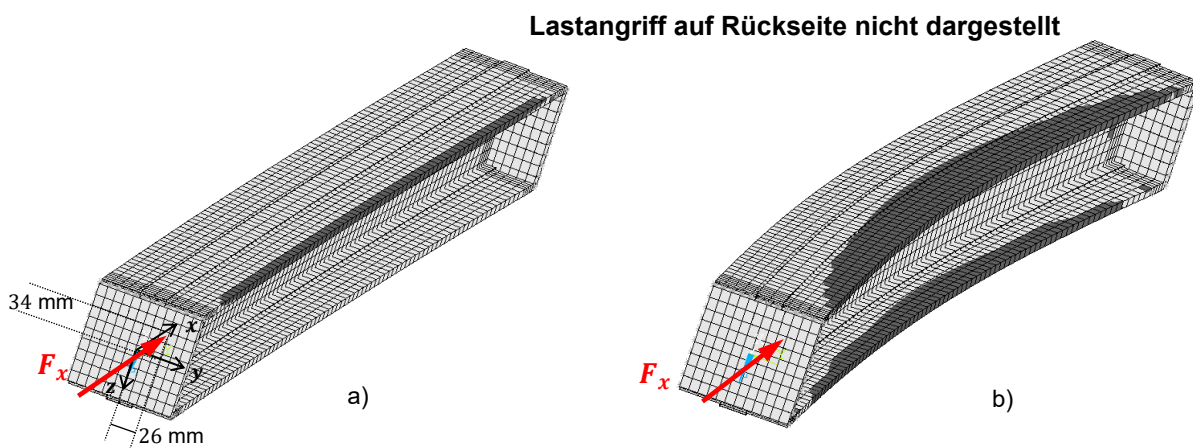 Lastangriff auf Rückseite nicht dargestellt
34 mm
x
F_x
y
z
26 mm
a)
F_x
b)